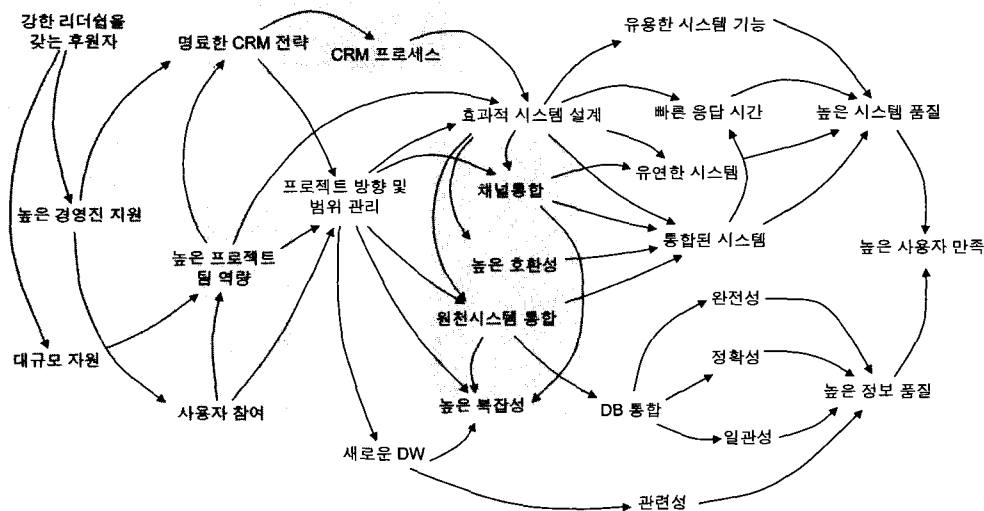 강한 리더쉽을
갖는 후원자
명료한 CRM 전략
CRM 프로세스
유용한 시스템 기능
효과적 시스템 설계
빠른 응답 시간
높은 시스템 품질
유연한 시스템
채널통합
프로젝트 방향 및
범위 관리
높은 경영진 지원
통합된 시스템
높은 사용자 만족
높은 프로젝트
팀 역량
높은 호환성
원천시스템 통합
완전성
대규모 자원
정확성
높은 정보 품질
사용자 참여
높은 복잡성
DB 통합
일관성
새로운 DW
관련성